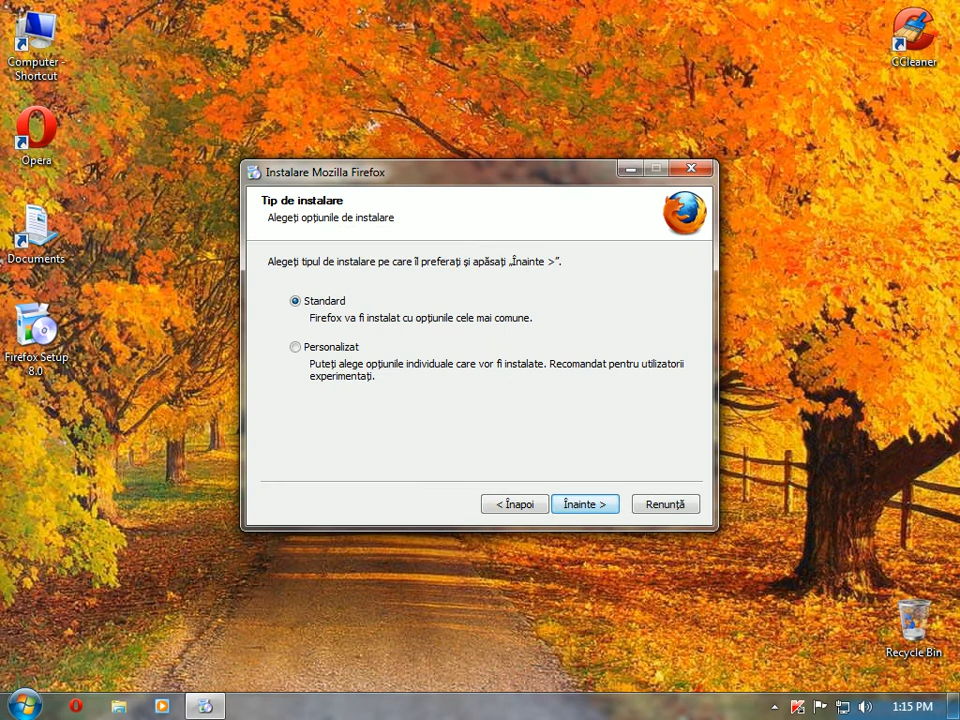 Computer -
Shortcut
CCleaner
Opera
Documents
Firefox Setup
8.0
Instalare Mozilla Firefox
Tip de instalare
Alegeți opțiunile de instalare
Alegeți tipul de instalare pe care îl preferați și apăsați „Înainte >”.
Standard
Firefox va fi instalat cu opțiunile cele mai comune.
Personalizat
Puteți alege opțiunile individuale care vor fi instalate. Recomandat pentru utilizatorii
experimentați.
< Înapoi
Înainte >
Renunță
Recycle Bin
1:15 PM